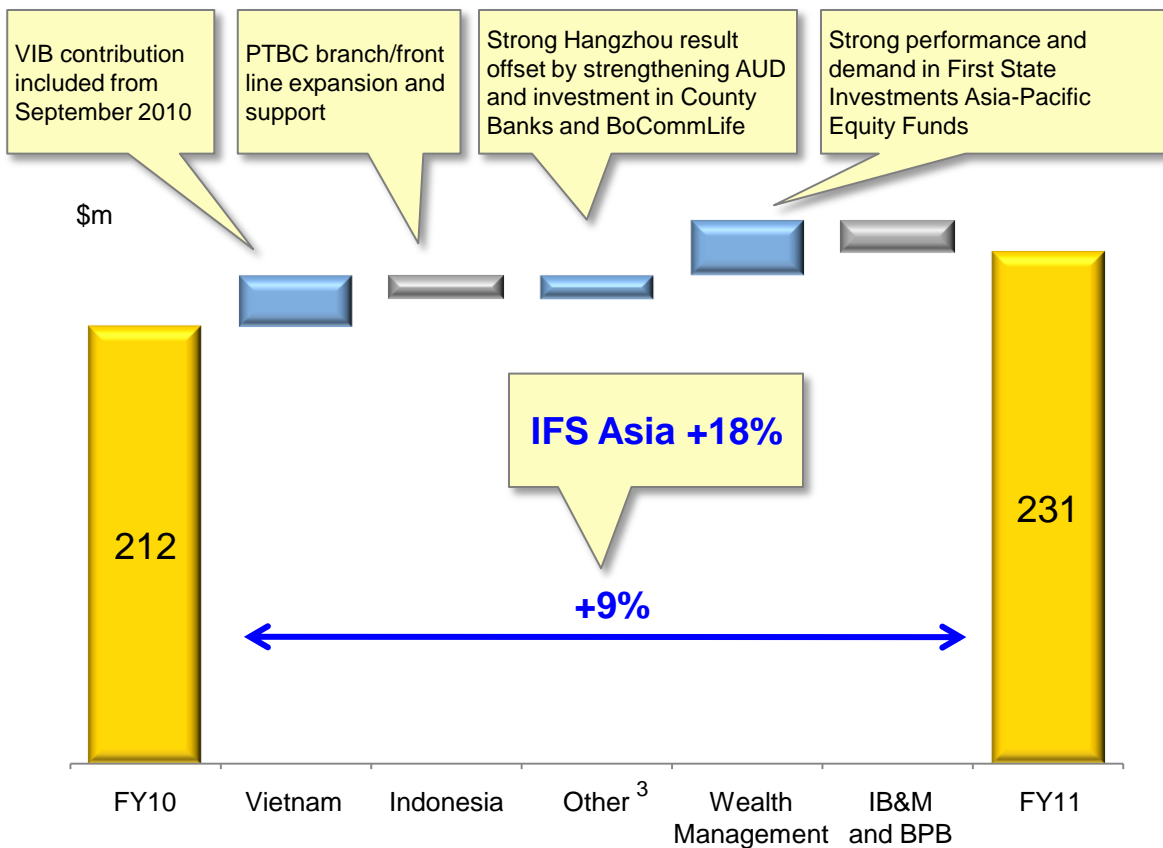 VIB contribution
included from
September 2010
PTBC branch/front
line expansion and
support
Strong Hangzhou result
offset by strengthening AUD
and investment in County
Banks and BoCommLife
Strong performance and
demand in First State
Investments Asia-Pacific
Equity Funds
$m
IFS Asia +18%
+9%
212
231
FY10
Vietnam
Indonesia
Other 3
Wealth
Management
IB&M
and BPB
FY11